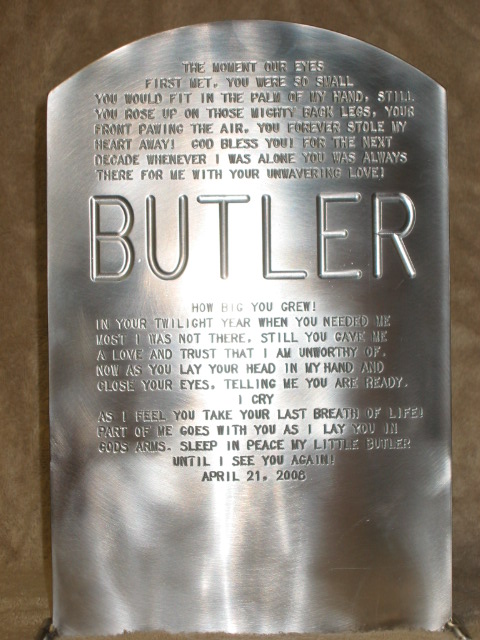 THE MOMENT OUR EYES
FIRST MET, YOU WERE SO SMALL
YOU WOULD FIT IN THE PALM OF MY HAND, STILL
YOU ROSE UP ON THOSE MIGHTY BACK LEGS, YOUR
FRONT PAWING THE AIR. YOU FOREVER STOLE MY
HEART AWAY! GOD BLESS YOU! FOR THE NEXT
DECADE WHENEVER I WAS ALONE YOU WAS ALWAYS
THERE FOR ME WITH YOUR UNWAVERING LOVE!
BUTLER
HOW BIG YOU GREW!
IN YOUR TWILIGHT YEAR WHEN YOU NEEDED ME
MOST I WAS NOT THERE. STILL YOU GAVE ME
A LOVE AND TRUST THAT I AM UNWORTHY OF.
NOW AS YOU LAY YOUR HEAD IN MY HAND AND
CLOSE YOUR EYES, TELLING ME YOU ARE READY.
I CRY
AS I FEEL YOU TAKE YOUR LAST BREATH OF LIFE!
PART OF ME GOES WITH YOU AS I LAY YOU IN
GODS ARMS. SLEEP IN PEACE MY LITTLE BUTLER
UNTIL I SEE YOU AGAIN!
APRIL 21, 2008